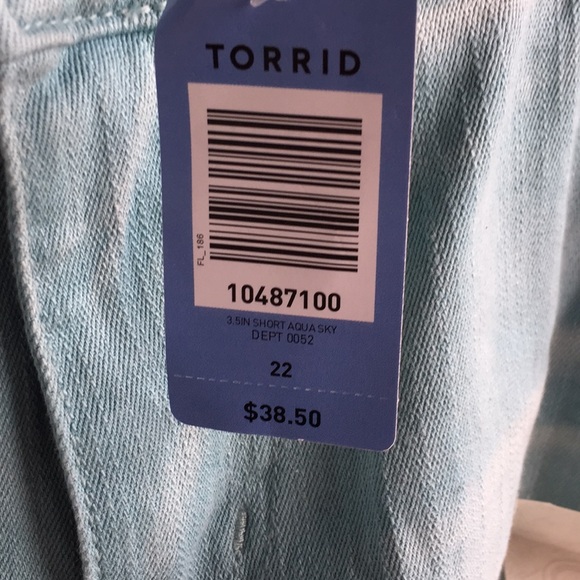 TORRID
FL_186
10487100
3.5IN SHORT AQUA SKY
DEPT 0052
22
$38.50